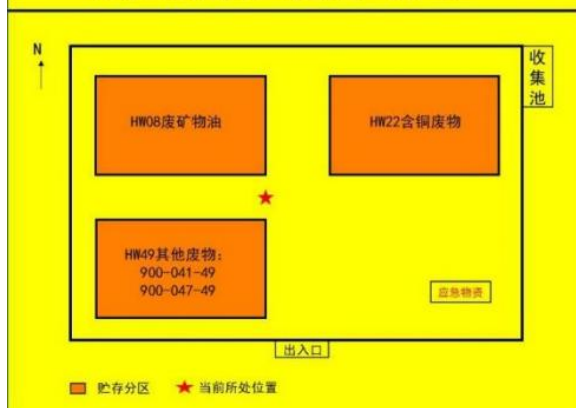 N
收集池
HW08废矿物油
HW22含铜废物
HW49其他废物：
900-041-49
900-047-49
应急物资
出入口
贮存分区
当前所处位置